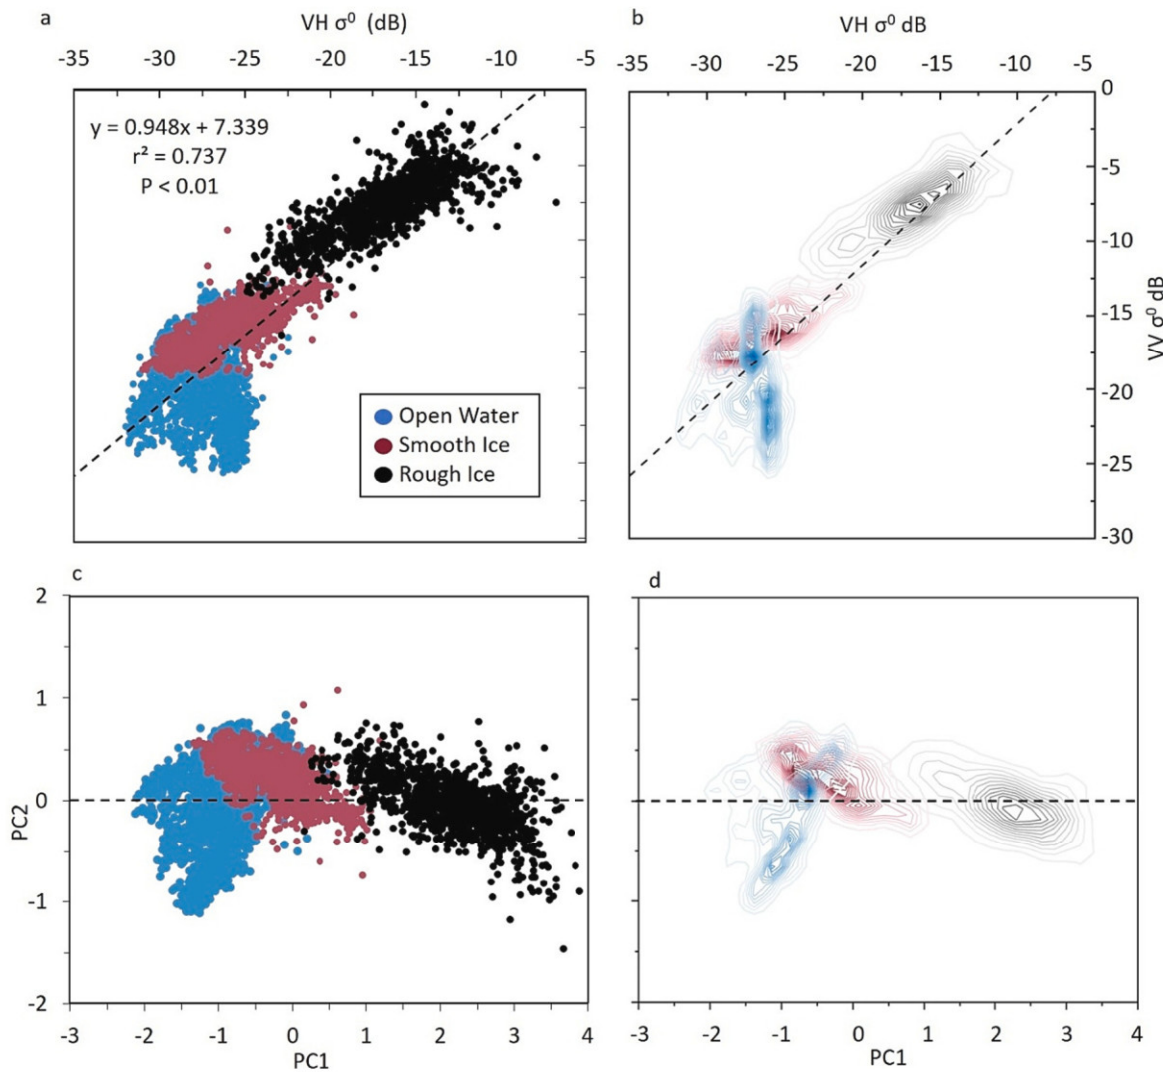 a
VH σ⁰ (dB)
-35 -30 -25 -20 -15 -10 -5
y = 0.948x + 7.339
r² = 0.737
P < 0.01
Open Water
Smooth Ice
Rough Ice
b
VH σ⁰ dB
-35 -30 -25 -20 -15 -10 -5
0
-5
-10
-15
-20
-25
-30
VV σ⁰ dB
c
2
1
0
-1
-2
PC2
-3 -2 -1 0 1 2 3 4
PC1
d
-3 -2 -1 0 1 2 3 4
PC1